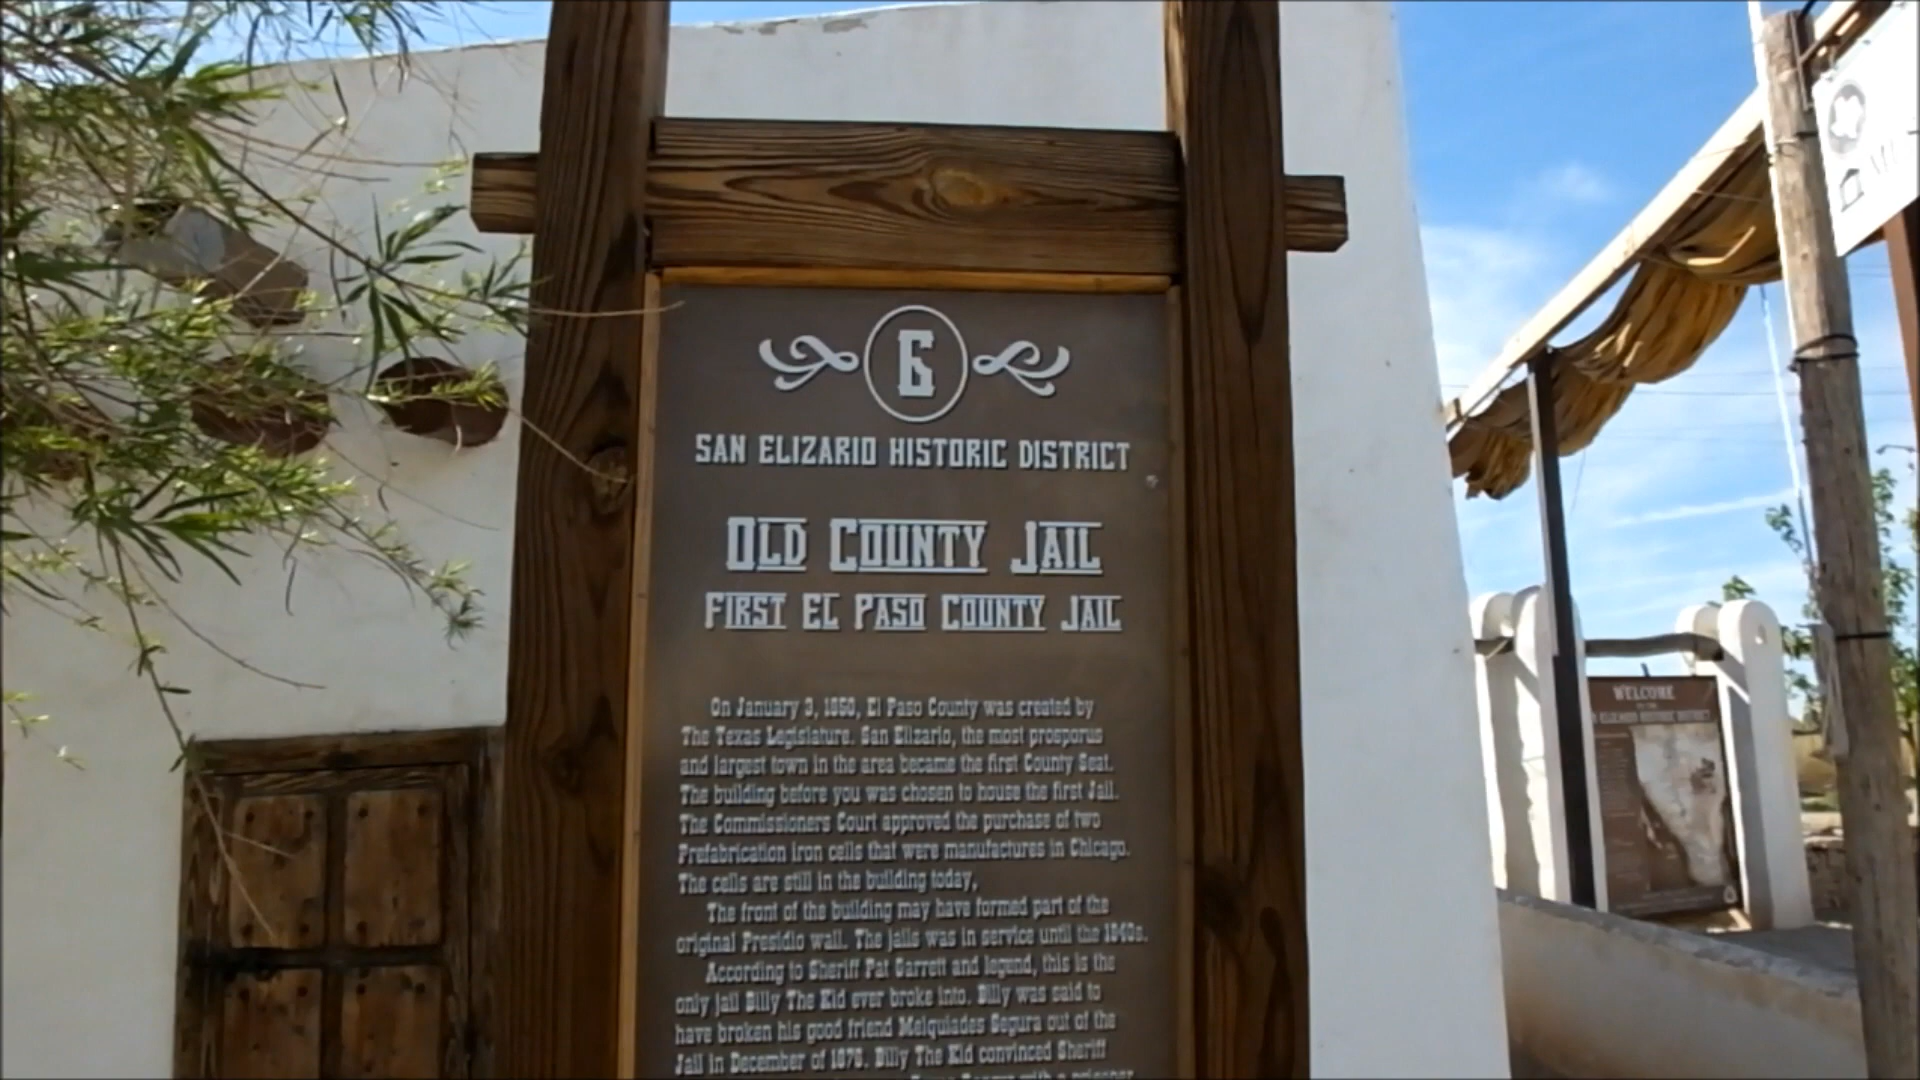 6
SAN ELIZARIO HISTORIC DISTRICT
OLD COUNTY JAIL
FIRST EL PASO COUNTY JAIL
On January 3, 1850, El Paso County was created by
The Texas Legislature. San Elizario, the most prosporus
and largest town in the area became the first County Seat.
The building before you was chosen to house the first Jail.
The Commissioners Court approved the purchase of two
Prefabrication iron cells that were manufactures in Chicago.
The cells are still in the building today,
The front of the building may have formed part of the
original Presidio wall. The jails was in service until the 1940s.
According to Sheriff Pat Garrett and legend, this is the
only jail Billy The Kid ever broke into. Billy was said to
have broken his good friend Melquiades Segura out of the
Jail in December of 1876. Billy The Kid convinced Sheriff
with a prisoner
WELCOME
HISTORIC DISTRICT